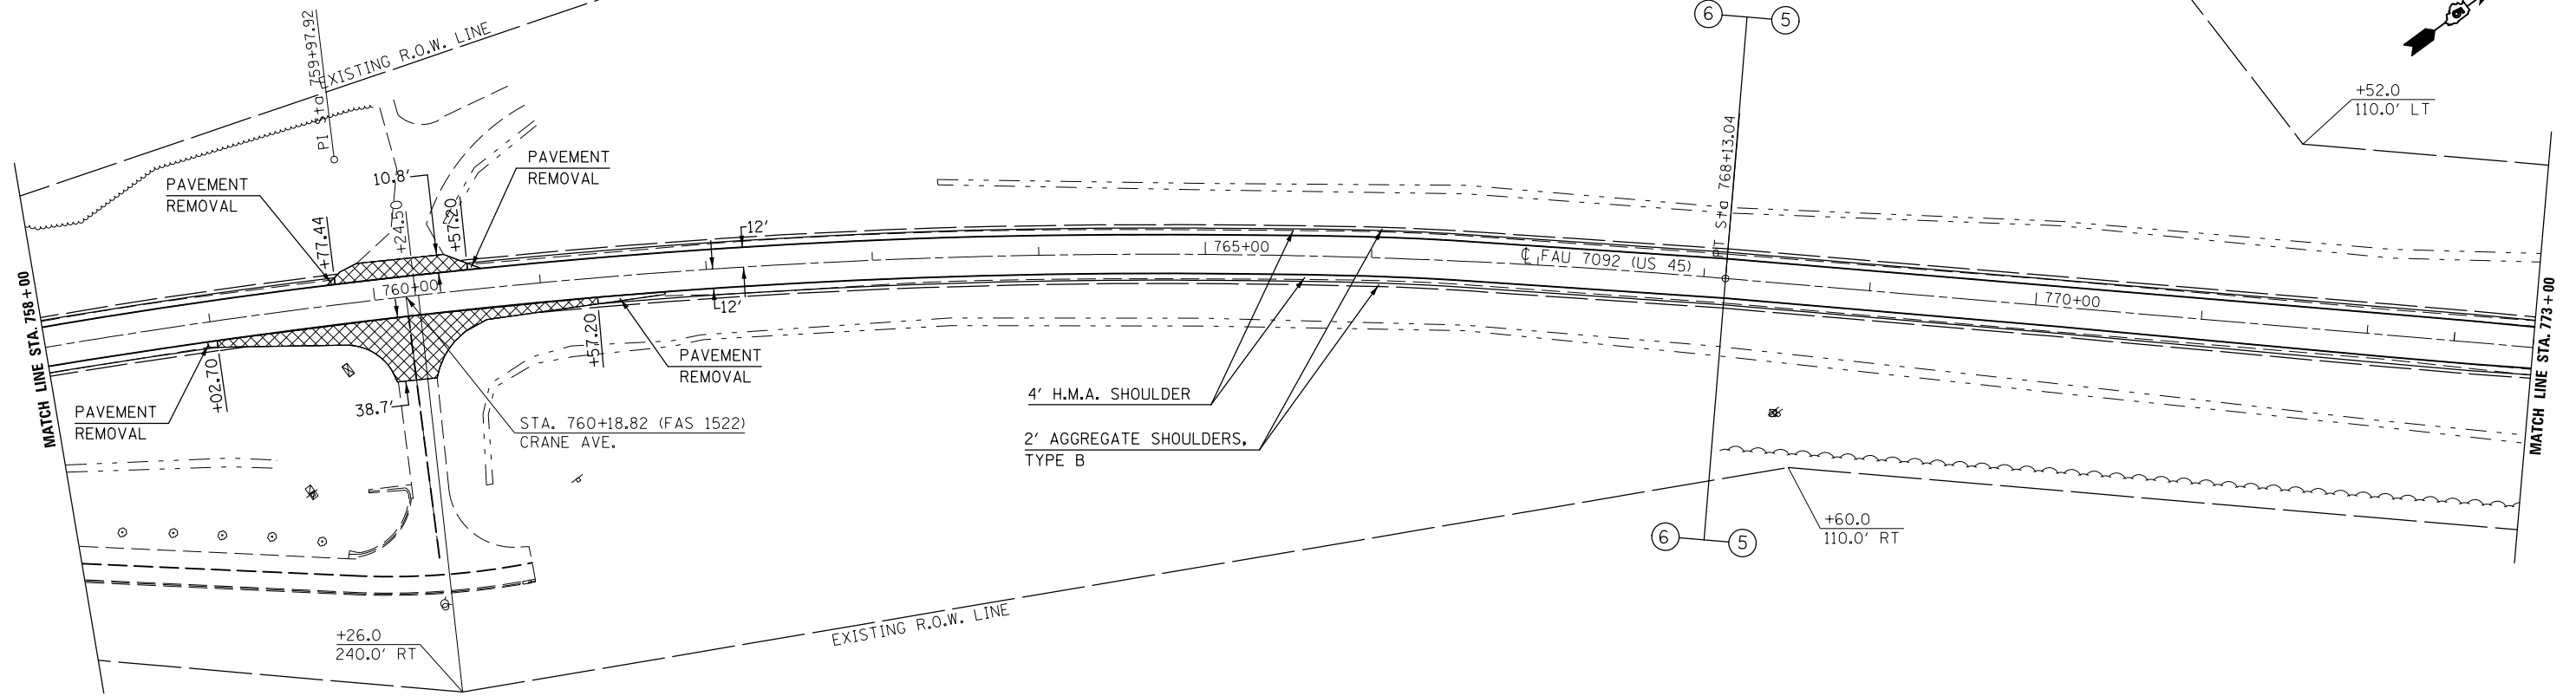 PI Sta 759+97.92
EXISTING R.O.W. LINE
6
5
+52.0
110.0' LT
PAVEMENT
REMOVAL
PAVEMENT
REMOVAL
10.8'
+77.44
+24.50
+57.20
12'
12'
760+00
765+00
℄ FAU 7092 (US 45)
PT Sta 768+13.04
770+00
MATCH LINE STA. 758+00
MATCH LINE STA. 773+00
+02.70
+57.20
PAVEMENT
REMOVAL
PAVEMENT
REMOVAL
38.7'
STA. 760+18.82 (FAS 1522)
CRANE AVE.
4' H.M.A. SHOULDER
2' AGGREGATE SHOULDERS,
TYPE B
6
5
+60.0
110.0' RT
+26.0
240.0' RT
EXISTING R.O.W. LINE